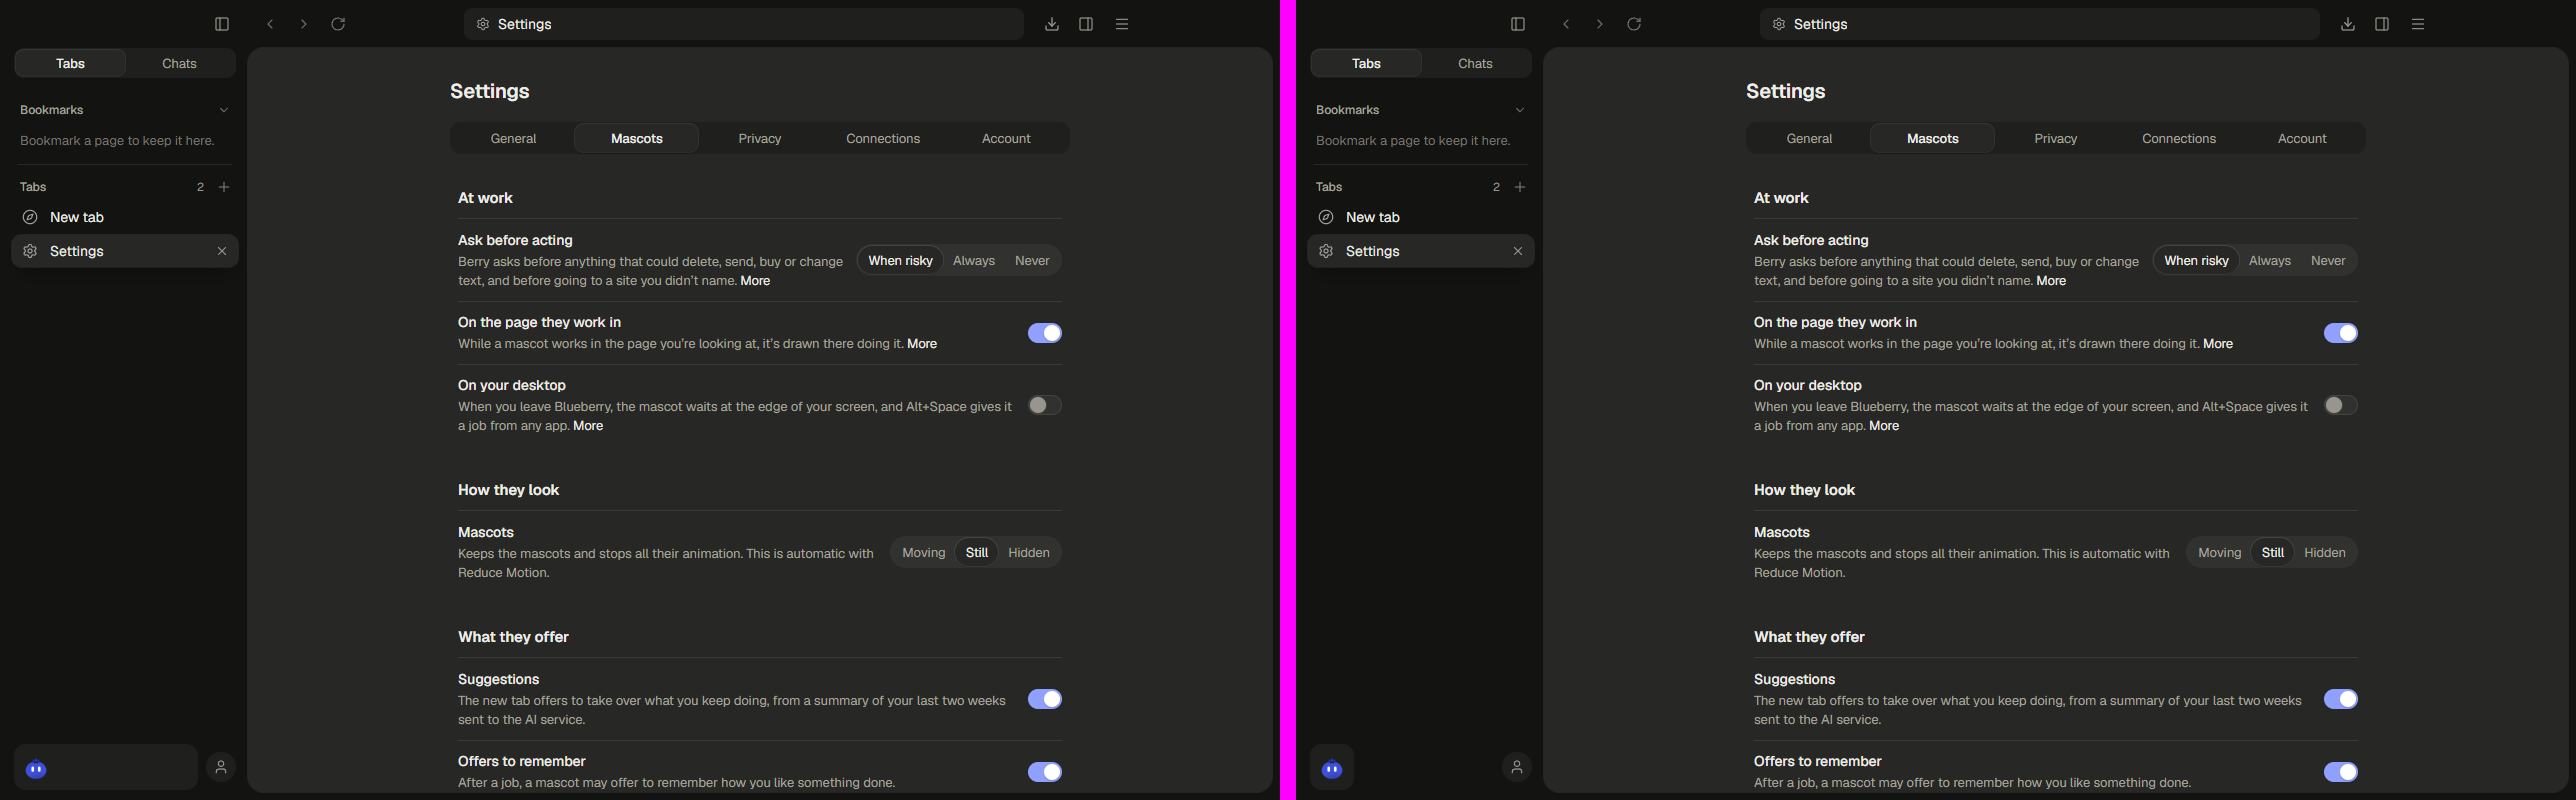 Settings
Tabs
Chats
Bookmarks
Bookmark a page to keep it here.
Tabs 2
New tab
Settings
Settings
General
Mascots
Privacy
Connections
Account
At work
Ask before acting
Berry asks before anything that could delete, send, buy or change
text, and before going to a site you didn’t name. More
When risky
Always
Never
On the page they work in
While a mascot works in the page you’re looking at, it’s drawn there doing it. More
On your desktop
When you leave Blueberry, the mascot waits at the edge of your screen, and Alt+Space gives it
a job from any app. More
How they look
Mascots
Keeps the mascots and stops all their animation. This is automatic with
Reduce Motion.
Moving
Still
Hidden
What they offer
Suggestions
The new tab offers to take over what you keep doing, from a summary of your last two weeks
sent to the AI service.
Offers to remember
After a job, a mascot may offer to remember how you like something done.
Settings
Tabs
Chats
Bookmarks
Bookmark a page to keep it here.
Tabs 2
New tab
Settings
Settings
General
Mascots
Privacy
Connections
Account
At work
Ask before acting
Berry asks before anything that could delete, send, buy or change
text, and before going to a site you didn’t name. More
When risky
Always
Never
On the page they work in
While a mascot works in the page you’re looking at, it’s drawn there doing it. More
On your desktop
When you leave Blueberry, the mascot waits at the edge of your screen, and Alt+Space gives it
a job from any app. More
How they look
Mascots
Keeps the mascots and stops all their animation. This is automatic with
Reduce Motion.
Moving
Still
Hidden
What they offer
Suggestions
The new tab offers to take over what you keep doing, from a summary of your last two weeks
sent to the AI service.
Offers to remember
After a job, a mascot may offer to remember how you like something done.